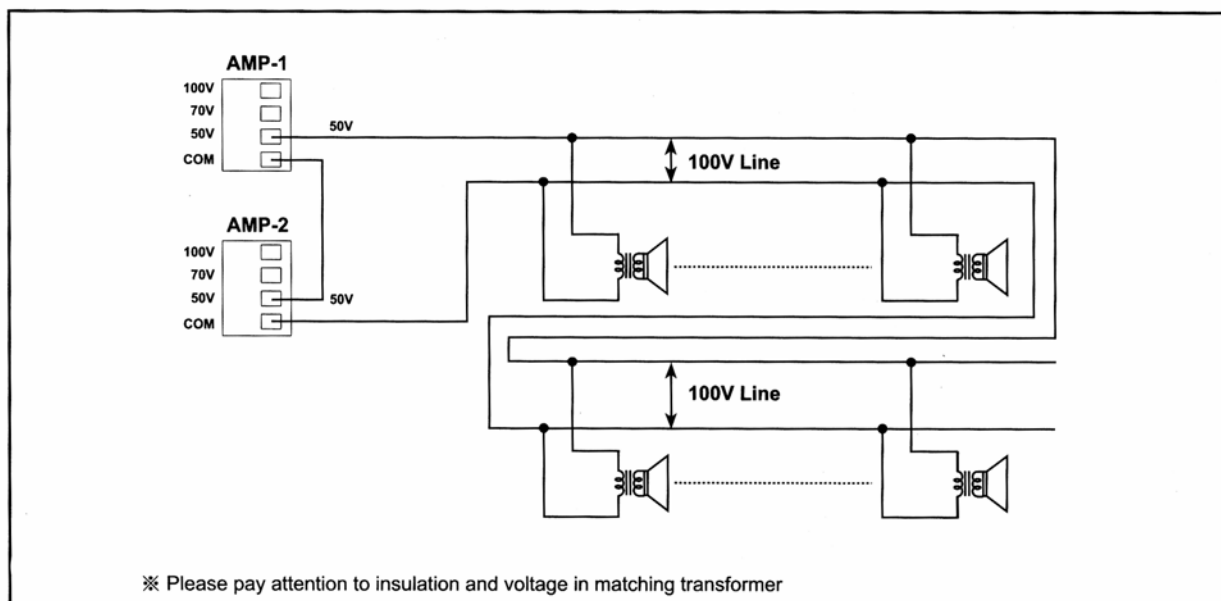 AMP-1
100V
70V
50V
COM
50V
100V Line
AMP-2
100V
70V
50V
COM
50V
100V Line
※ Please pay attention to insulation and voltage in matching transformer